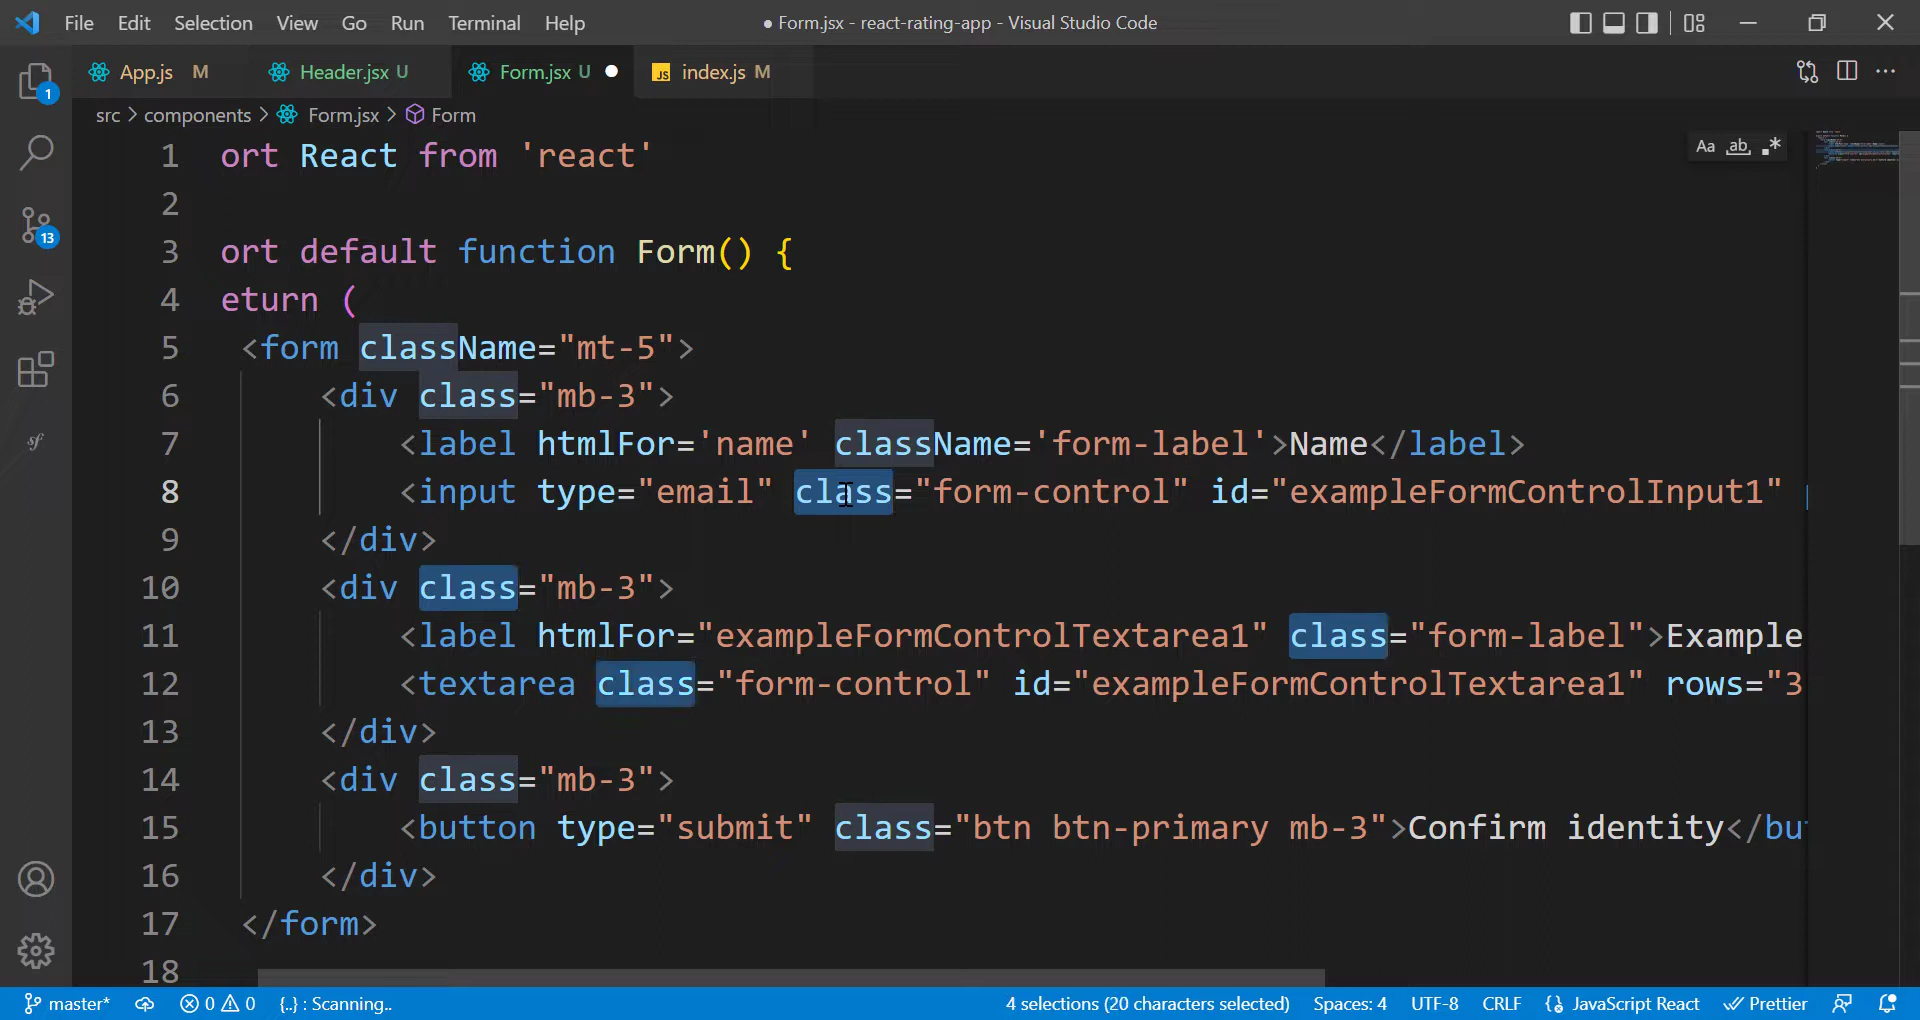 File Edit Selection View Go Run Terminal Help ● Form.jsx - react-rating-app - Visual Studio Code
App.js M Header.jsx U Form.jsx U ● JS index.js M
src > components > Form.jsx > Form
Aa ab .*
1 ort React from 'react'
2
3 ort default function Form() {
4 eturn (
5 <form className="mt-5">
6 <div class="mb-3">
7 <label htmlFor='name' className='form-label'>Name</label>
8 <input type="email" class="form-control" id="exampleFormControlInput1"
9 </div>
10 <div class="mb-3">
11 <label htmlFor="exampleFormControlTextarea1" class="form-label">Example
12 <textarea class="form-control" id="exampleFormControlTextarea1" rows="3
13 </div>
14 <div class="mb-3">
15 <button type="submit" class="btn btn-primary mb-3">Confirm identity</bu
16 </div>
17 </form>
18
1
13
sf
master* 0 0 {..} : Scanning.. 4 selections (20 characters selected) Spaces: 4 UTF-8 CRLF JavaScript React Prettier